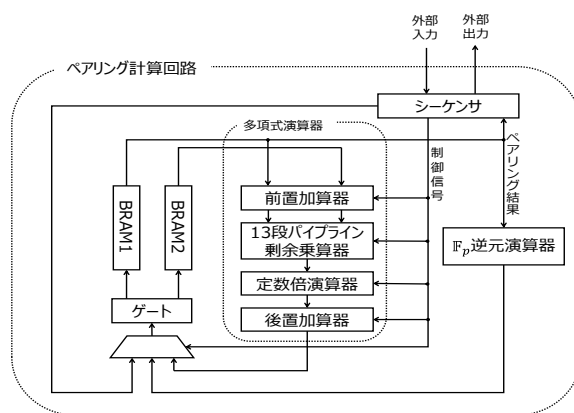 外部
入力
外部
出力
ペアリング計算回路
シーケンサ
多項式演算器
制御信号
ペアリング結果
BRAM1
BRAM2
前置加算器
13段パイプライン
剰余乗算器
𝔽p逆元演算器
定数倍演算器
ゲート
後置加算器